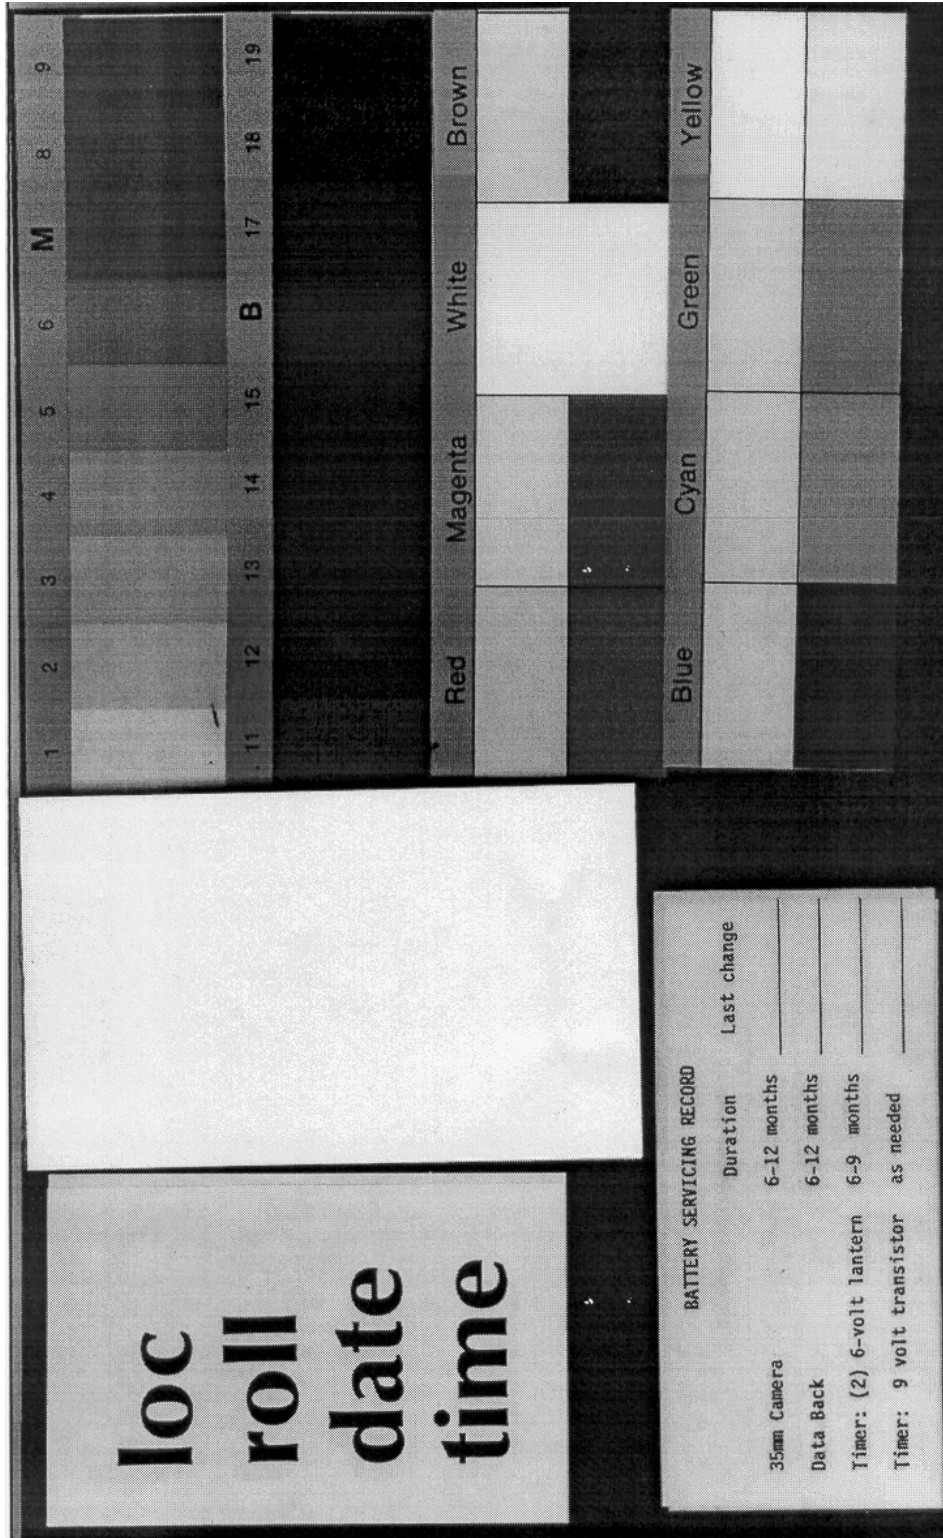 1 2 3 4 5 6 M 8 9
11 12 13 14 15 B 17 18 19
Red Magenta White Brown
Blue Cyan Green Yellow
loc
roll
date
time
BATTERY SERVICING RECORD
Duration Last change
35mm Camera 6-12 months
Data Back 6-12 months
Timer: (2) 6-volt lantern 6-9 months
Timer: 9 volt transistor as needed